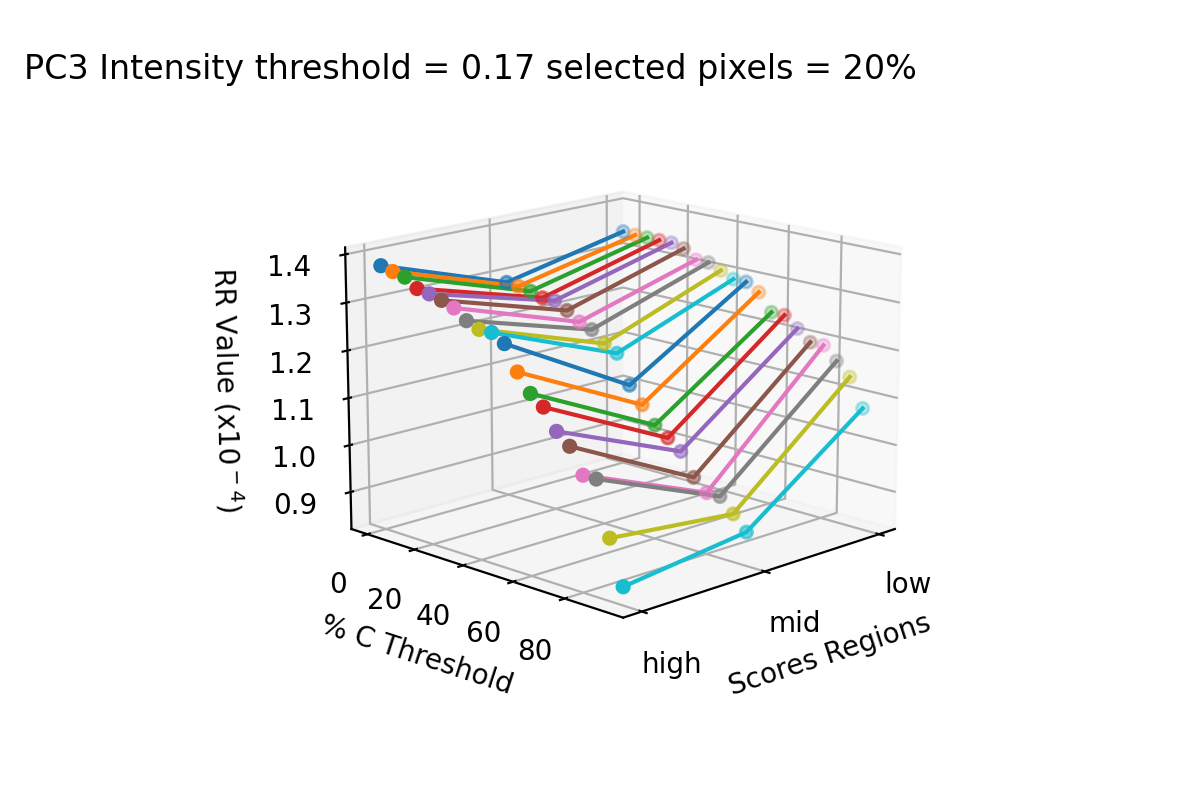 PC3 Intensity threshold = 0.17 selected pixels = 20%
RR Value (x10⁻⁴)
1.4
1.3
1.2
1.1
1.0
0.9
0
20
40
60
80
% C Threshold
high
mid
low
Scores Regions